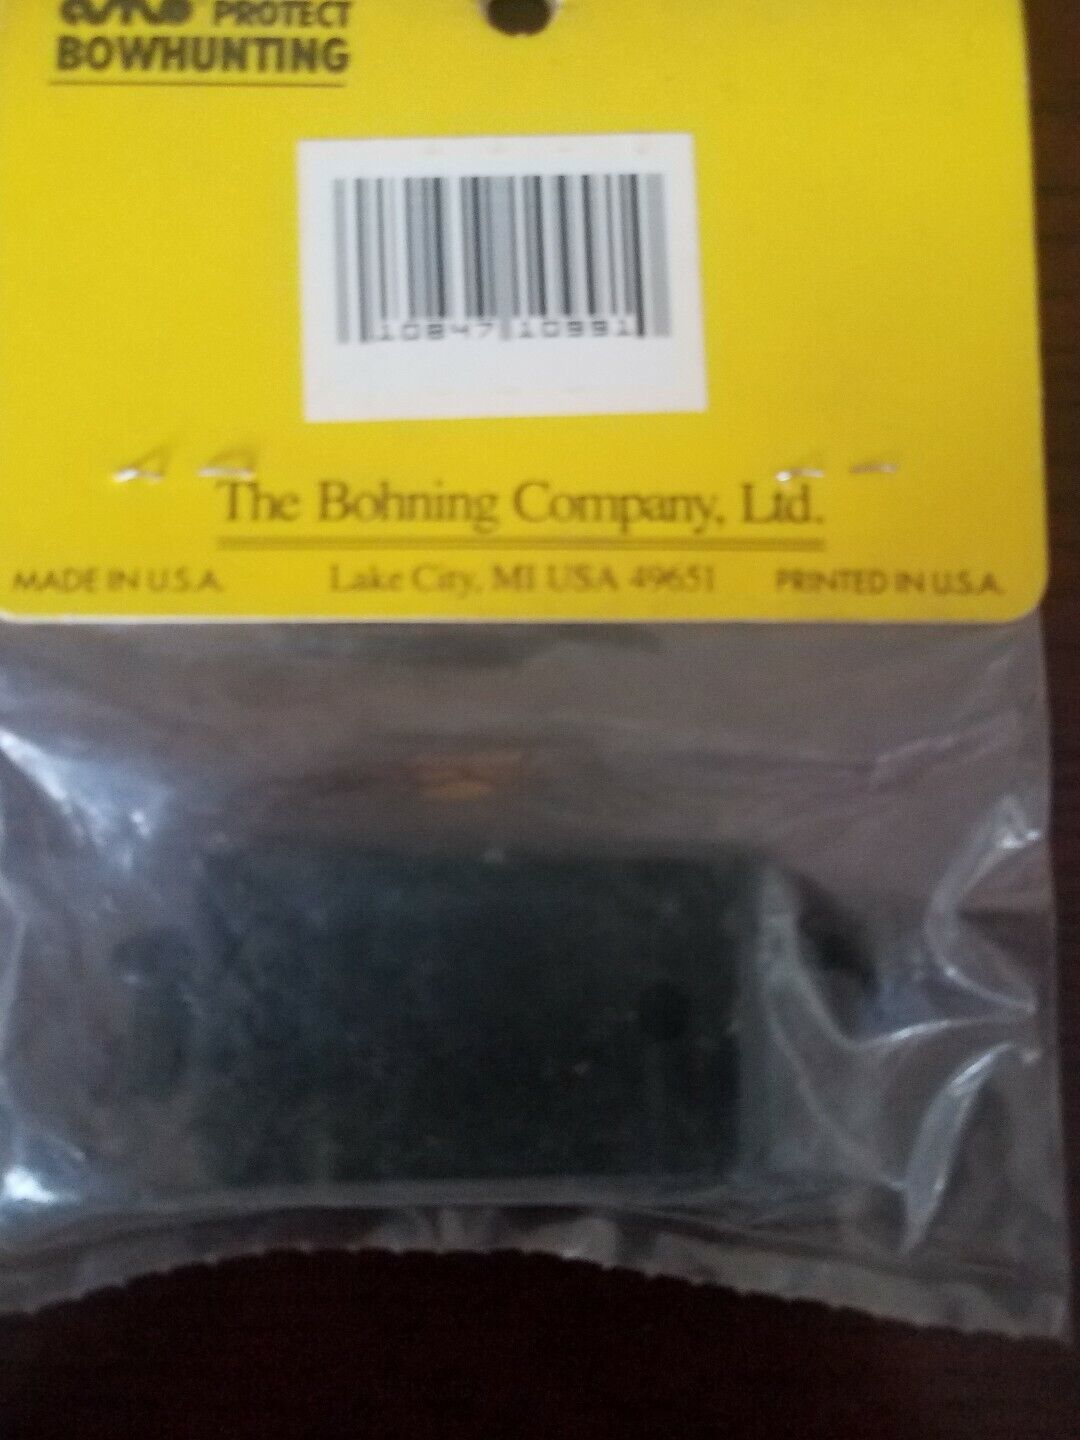 PROTECT
BOWHUNTING
10847 10991
The Bohning Company, Ltd.
MADE IN U.S.A.
Lake City, MI USA 49651
PRINTED IN U.S.A.